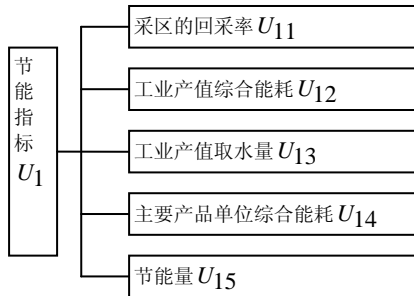 节
能
指
标
U1
采区的回采率U11
工业产值综合能耗U12
工业产值取水量U13
主要产品单位综合能耗U14
节能量U15